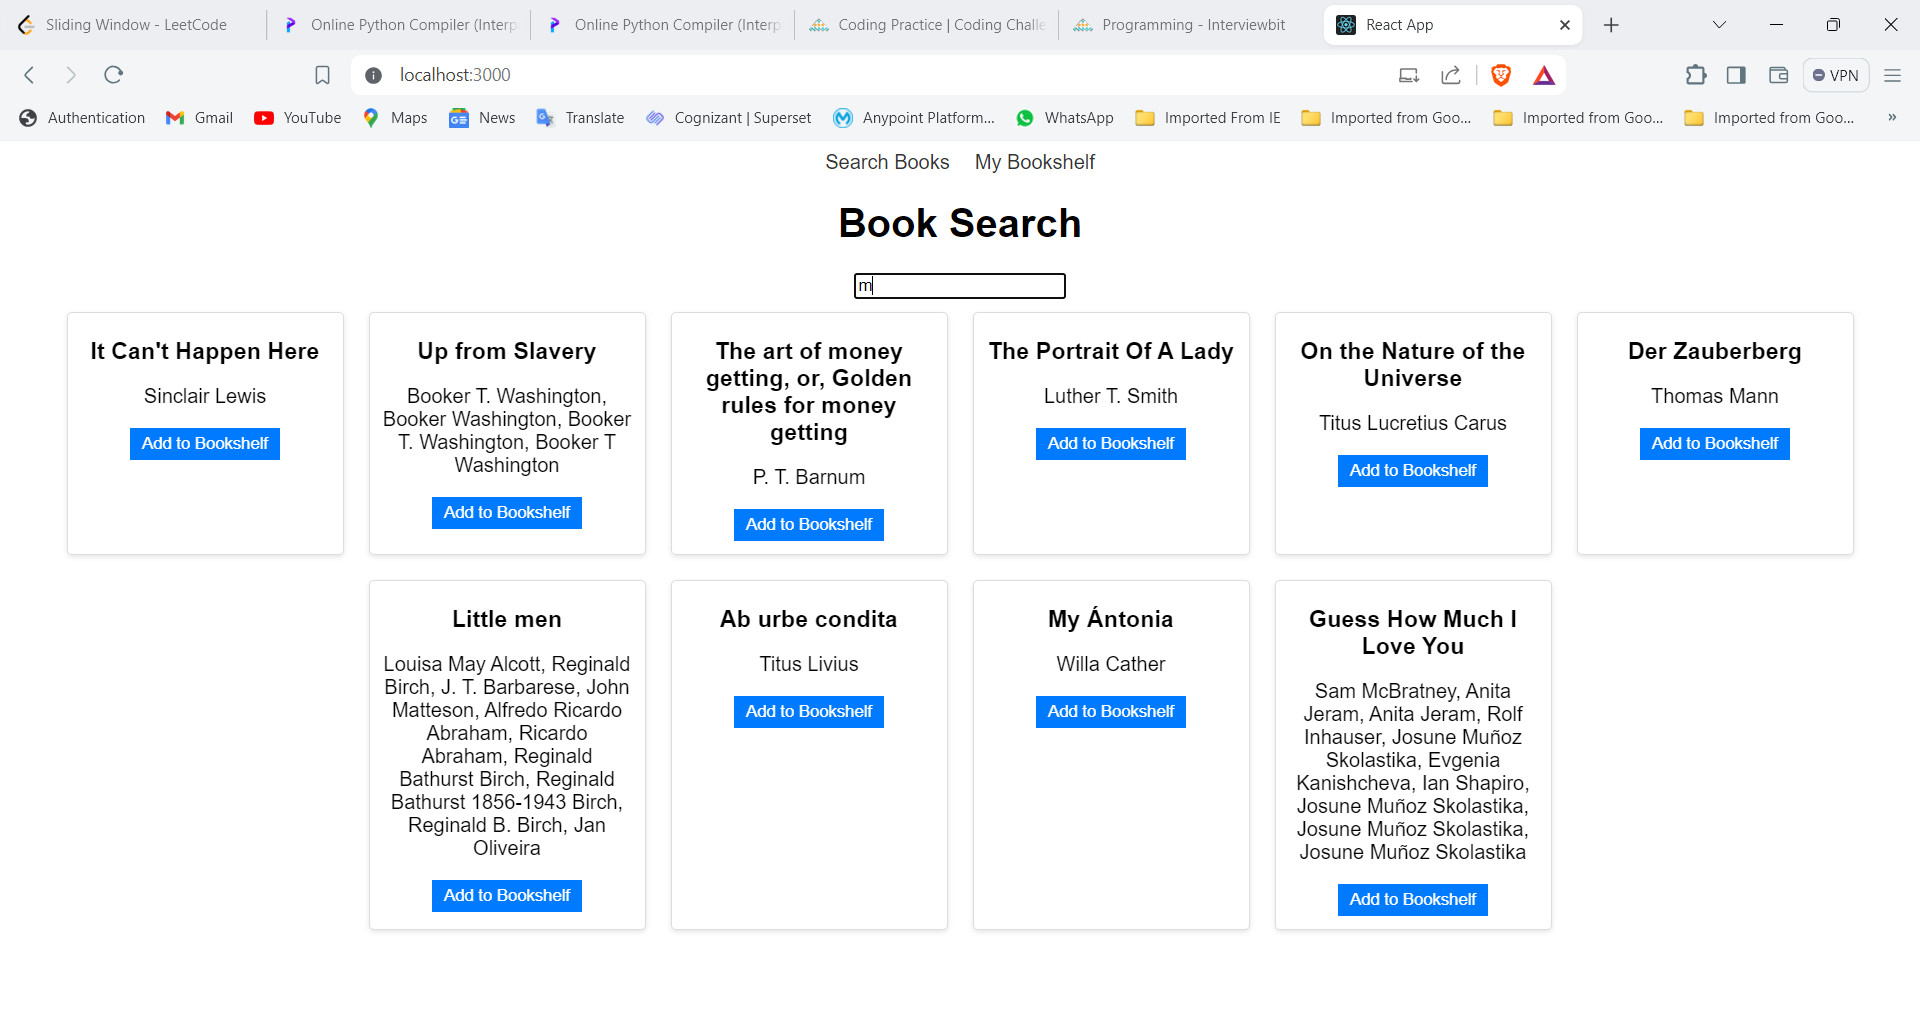 Sliding Window - LeetCode
Online Python Compiler (Interp
Online Python Compiler (Interp
Coding Practice | Coding Challe
Programming - Interviewbit
React App
localhost:3000
VPN
Authentication
Gmail
YouTube
Maps
News
Translate
Cognizant | Superset
Anypoint Platform...
WhatsApp
Imported From IE
Imported from Goo...
Imported from Goo...
Imported from Goo...
»
Search Books
My Bookshelf
Book Search
m
It Can't Happen Here
Sinclair Lewis
Add to Bookshelf
Up from Slavery
Booker T. Washington,
Booker Washington, Booker
T. Washington, Booker T
Washington
Add to Bookshelf
The art of money
getting, or, Golden
rules for money
getting
P. T. Barnum
Add to Bookshelf
The Portrait Of A Lady
Luther T. Smith
Add to Bookshelf
On the Nature of the
Universe
Titus Lucretius Carus
Add to Bookshelf
Der Zauberberg
Thomas Mann
Add to Bookshelf
Little men
Louisa May Alcott, Reginald
Birch, J. T. Barbarese, John
Matteson, Alfredo Ricardo
Abraham, Ricardo
Abraham, Reginald
Bathurst Birch, Reginald
Bathurst 1856-1943 Birch,
Reginald B. Birch, Jan
Oliveira
Add to Bookshelf
Ab urbe condita
Titus Livius
Add to Bookshelf
My Ántonia
Willa Cather
Add to Bookshelf
Guess How Much I
Love You
Sam McBratney, Anita
Jeram, Anita Jeram, Rolf
Inhauser, Josune Muñoz
Skolastika, Evgenia
Kanishcheva, Ian Shapiro,
Josune Muñoz Skolastika,
Josune Muñoz Skolastika,
Josune Muñoz Skolastika
Add to Bookshelf